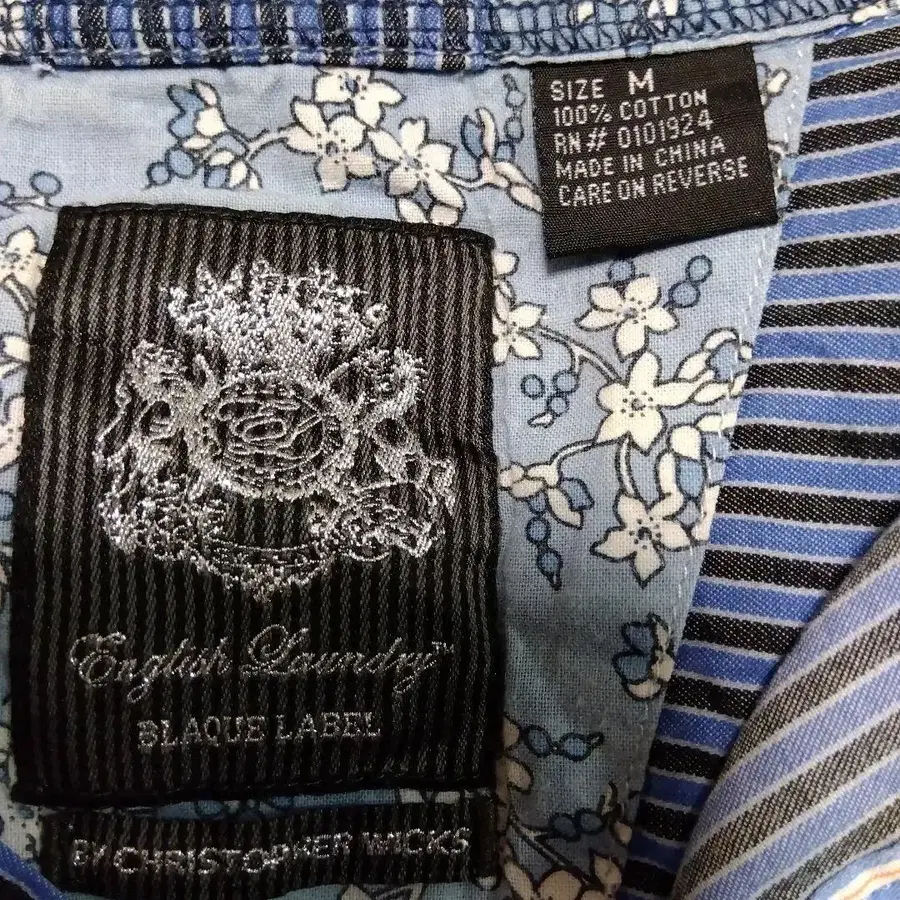 SIZE M
100% COTTON
RN# 0101924
MADE IN CHINA
CARE ON REVERSE
English Laundry™
BLAQUE LABEL
BY CHRISTOPHER WICKS